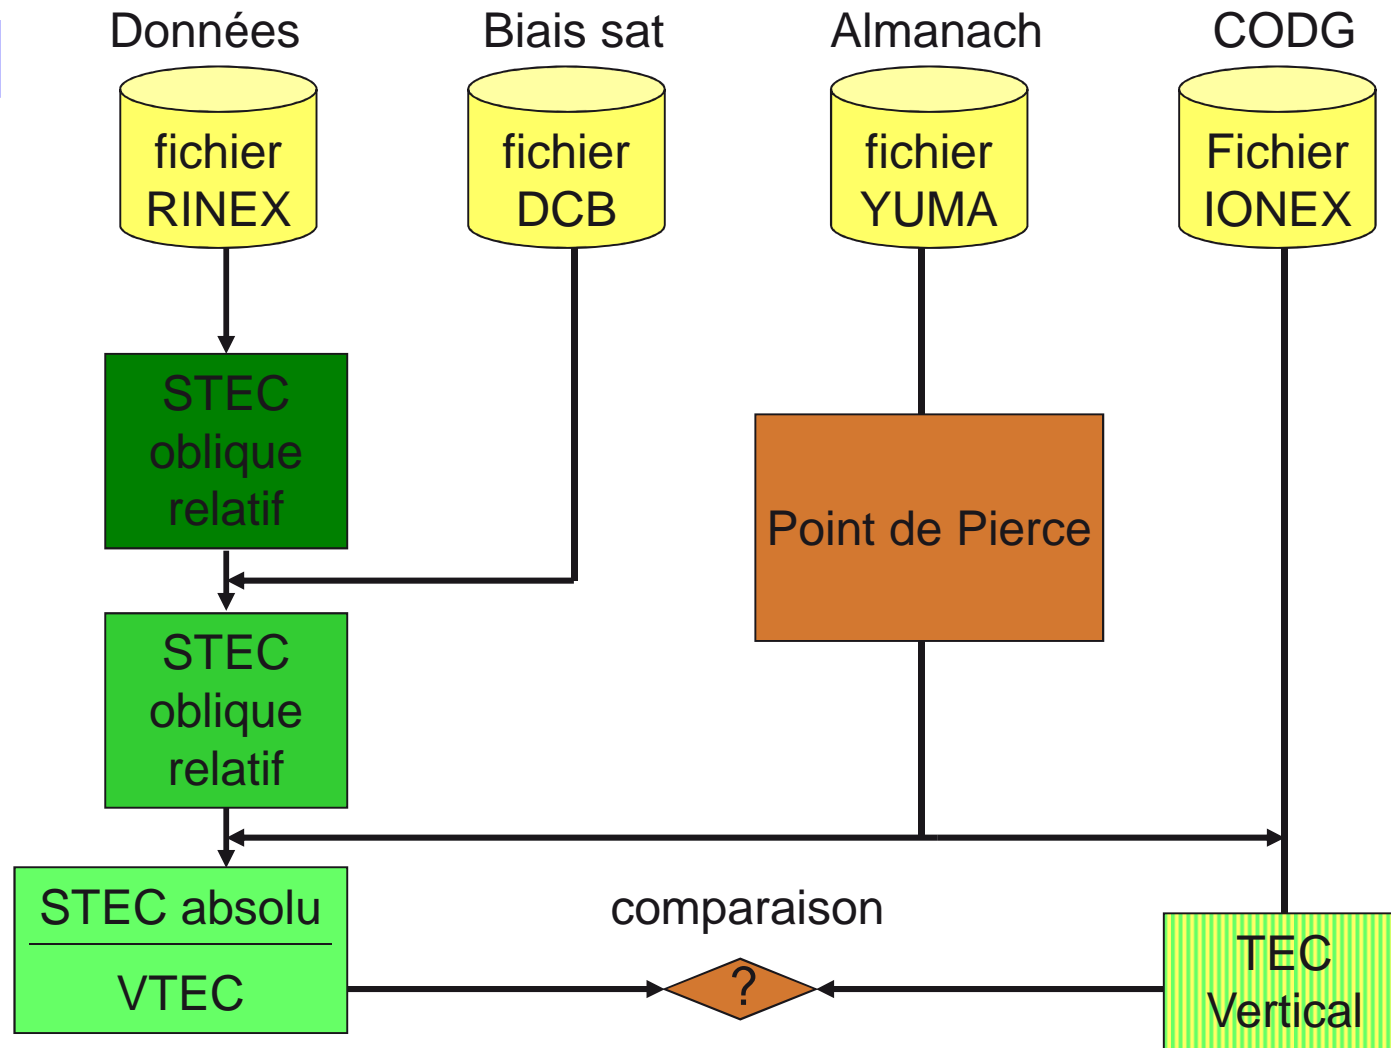 Données
Biais sat
Almanach
CODG
fichier
RINEX
fichier
DCB
fichier
YUMA
Fichier
IONEX
STEC
oblique
relatif
Point de Pierce
STEC
oblique
relatif
STEC absolu
VTEC
comparaison
?
TEC
Vertical